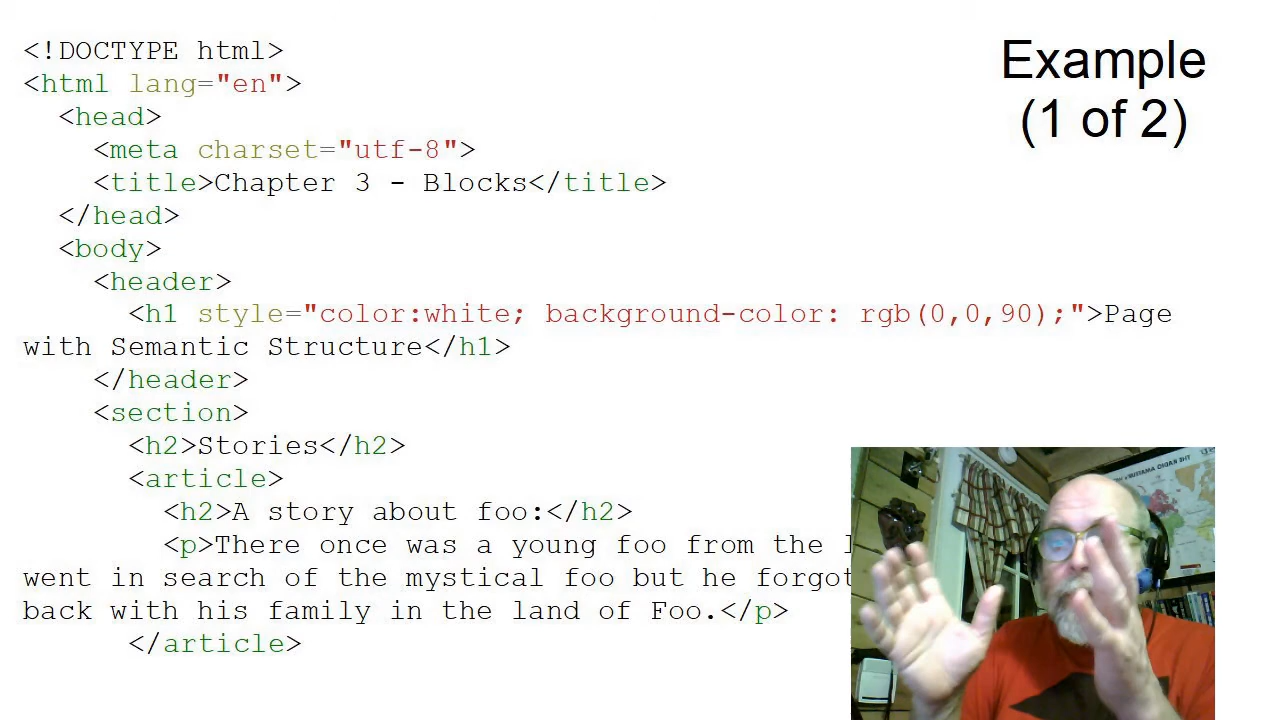 <!DOCTYPE html>
<html lang="en">
<head>
<meta charset="utf-8">
<title>Chapter 3 - Blocks</title>
</head>
<body>
<header>
<h1 style="color:white; background-color: rgb(0,0,90);">Page
with Semantic Structure</h1>
</header>
<section>
<h2>Stories</h2>
<article>
<h2>A story about foo:</h2>
<p>There once was a young foo from the
went in search of the mystical foo but he forgot
back with his family in the land of Foo.</p>
</article>
Example
(1 of 2)
THE RADIO AMATEUR'S